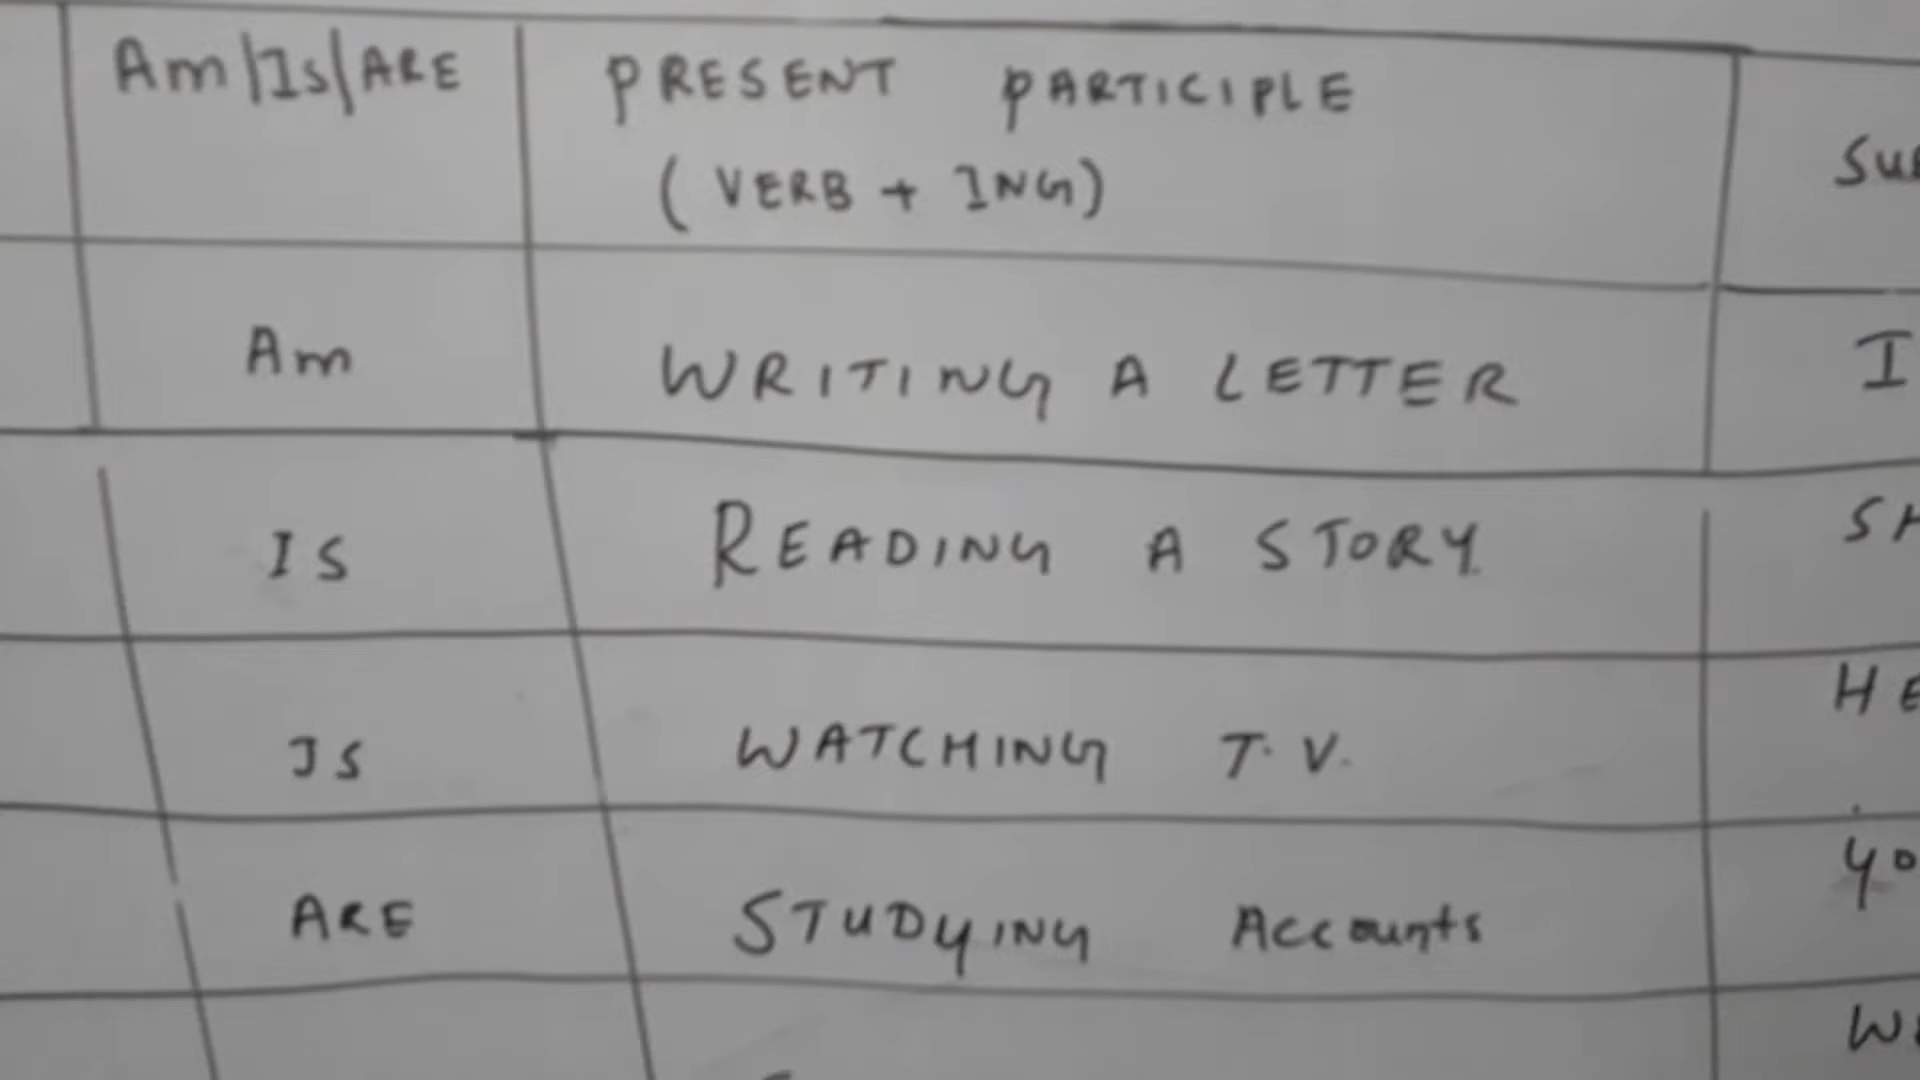 Am|Is|ARE PRESENT PARTICIPLE
(VERB + ING)
Am WRITING A LETTER I
IS READING A STORY
IS WATCHING T.V.
ARE STUDYING Accounts